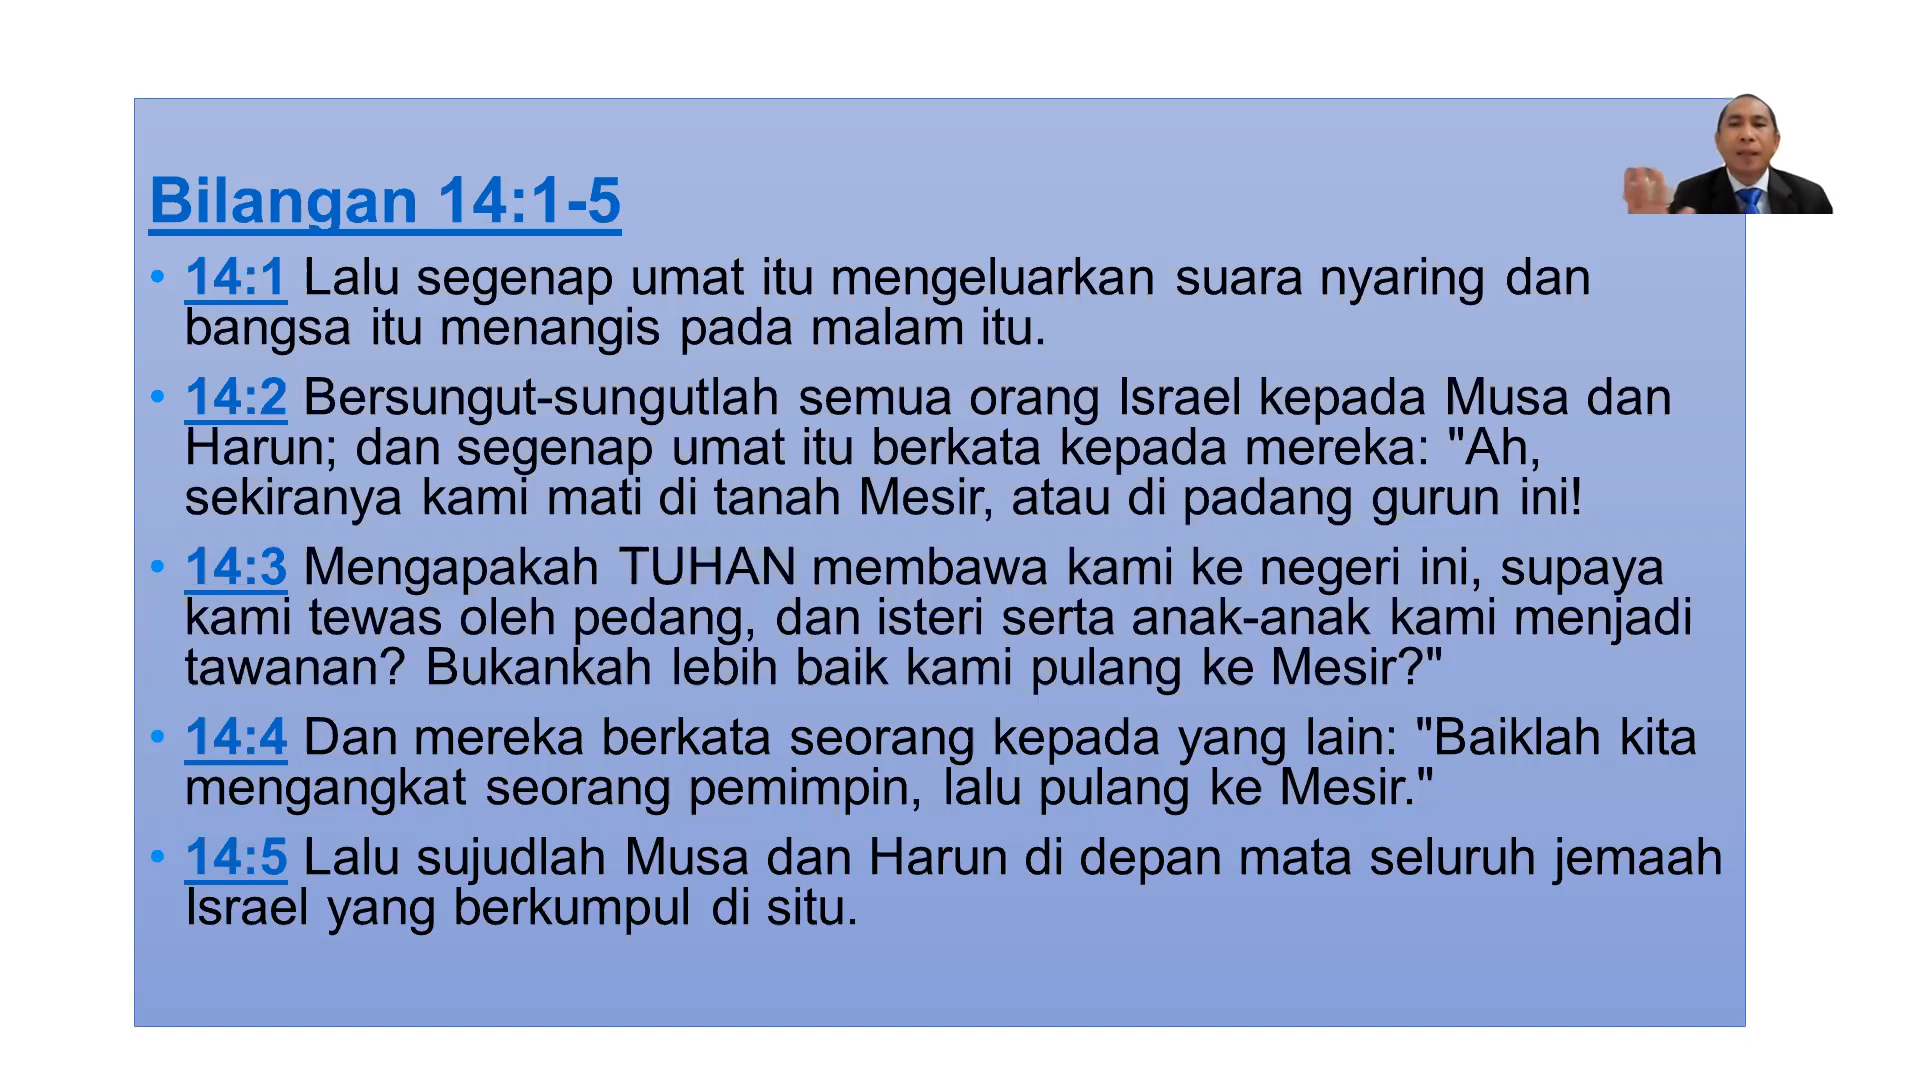 Bilangan 14:1-5
• 14:1 Lalu segenap umat itu mengeluarkan suara nyaring dan
bangsa itu menangis pada malam itu.
• 14:2 Bersungut-sungutlah semua orang Israel kepada Musa dan
Harun; dan segenap umat itu berkata kepada mereka: "Ah,
sekiranya kami mati di tanah Mesir, atau di padang gurun ini!
• 14:3 Mengapakah TUHAN membawa kami ke negeri ini, supaya
kami tewas oleh pedang, dan isteri serta anak-anak kami menjadi
tawanan? Bukankah lebih baik kami pulang ke Mesir?"
• 14:4 Dan mereka berkata seorang kepada yang lain: "Baiklah kita
mengangkat seorang pemimpin, lalu pulang ke Mesir."
• 14:5 Lalu sujudlah Musa dan Harun di depan mata seluruh jemaah
Israel yang berkumpul di situ.